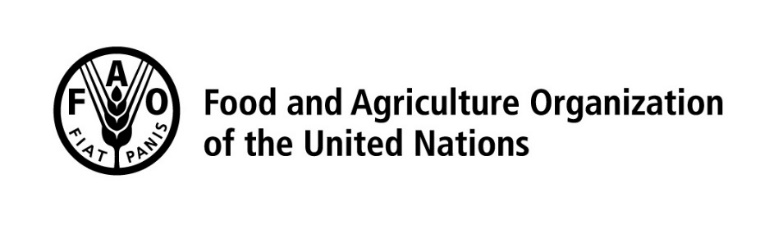 FAO
FIAT PANIS
Food and Agriculture Organization
of the United Nations